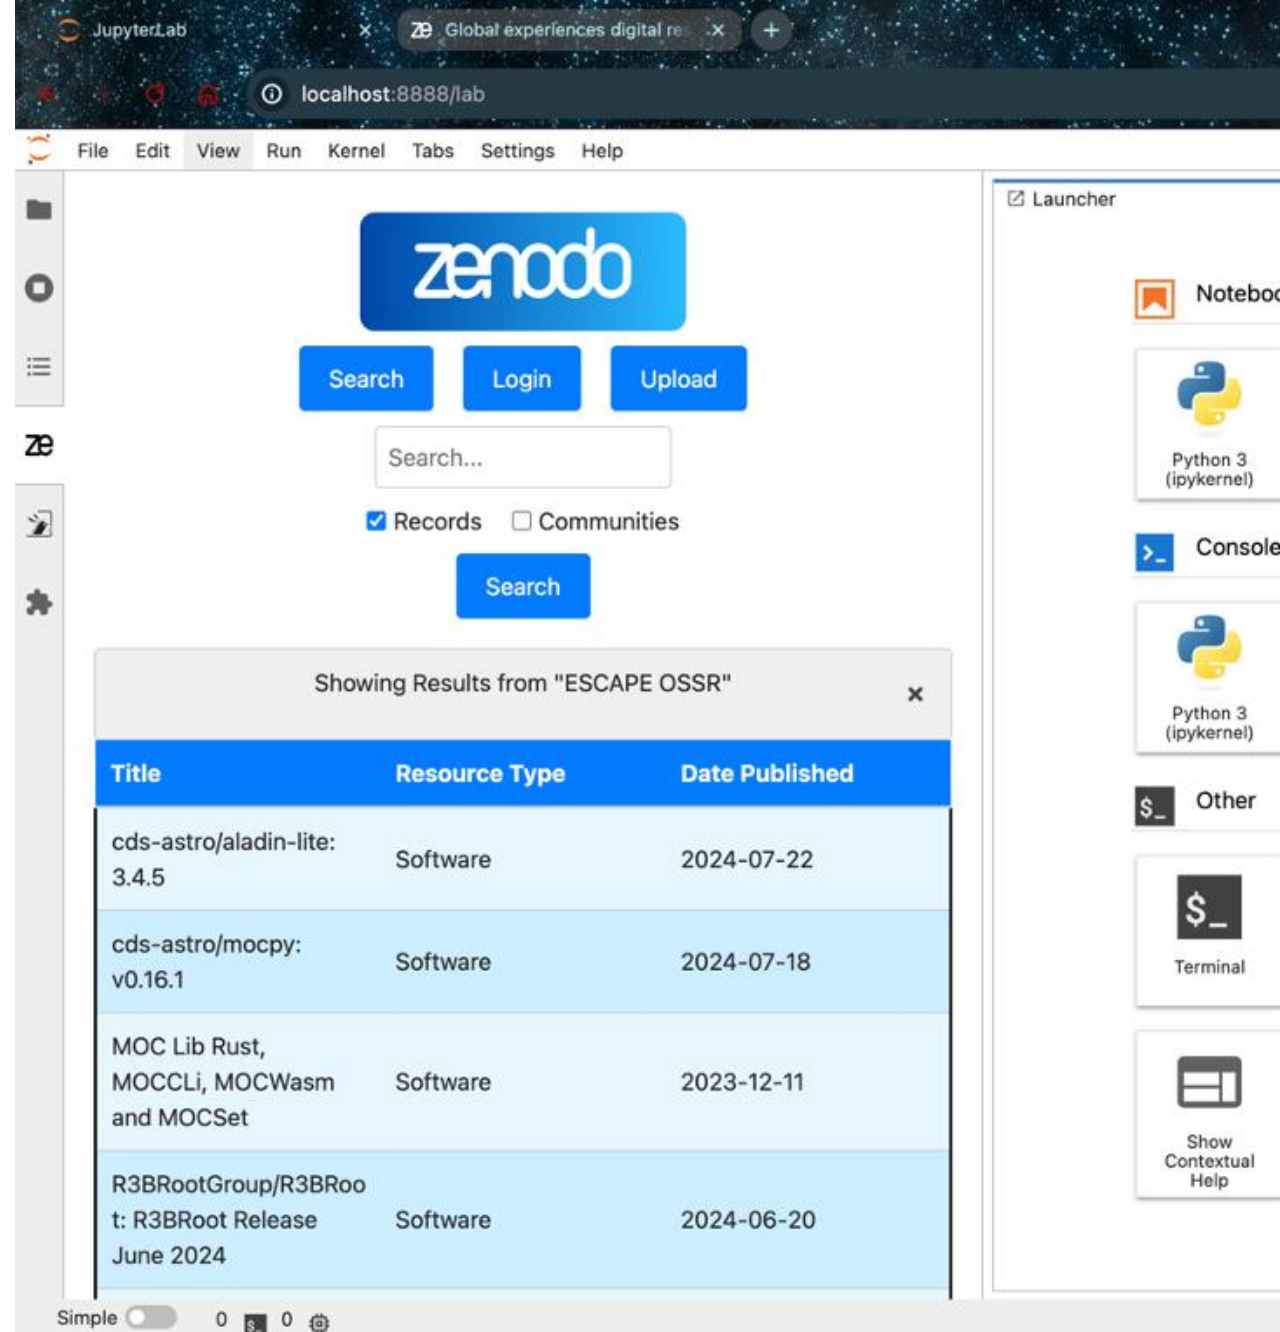 JupyterLab
Global experiences digital res
localhost:8888/lab
File Edit View Run Kernel Tabs Settings Help
zenodo
Search Login Upload
Search...
Records Communities
Search
Showing Results from "ESCAPE OSSR"
Title Resource Type Date Published
cds-astro/aladin-lite:
3.4.5
Software
2024-07-22
cds-astro/mocpy:
v0.16.1
Software
2024-07-18
MOC Lib Rust,
MOCCLi, MOCWasm
and MOCSet
Software
2023-12-11
R3BRootGroup/R3BRoo
t: R3BRoot Release
June 2024
Software
2024-06-20
ze
Launcher
Noteboo
Python 3
(ipykernel)
Console
Python 3
(ipykernel)
$_ Other
$_
Terminal
Show
Contextual
Help
Simple 0 $_ 0